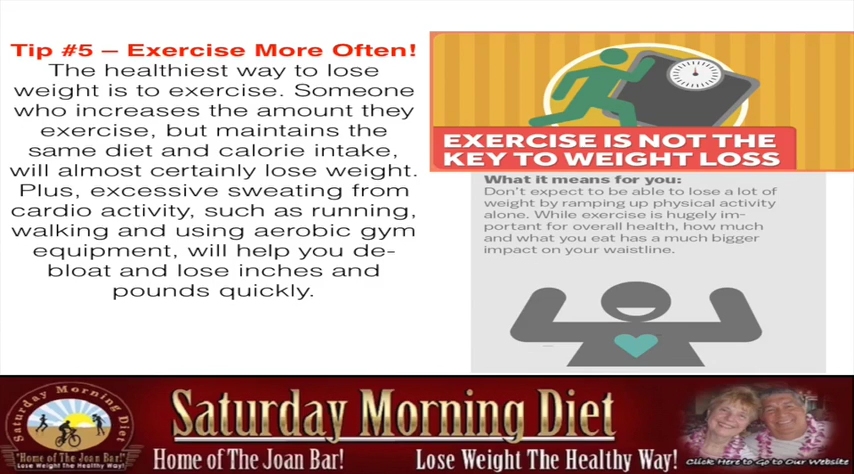 Tip #5 – Exercise More Often!
The healthiest way to lose
weight is to exercise. Someone
who increases the amount they
exercise, but maintains the
same diet and calorie intake,
will almost certainly lose weight.
Plus, excessive sweating from
cardio activity, such as running,
walking and using aerobic gym
equipment, will help you de-
bloat and lose inches and
pounds quickly.
EXERCISE IS NOT THE
KEY TO WEIGHT LOSS
What it means for you:
Don't expect to be able to lose a lot of
weight by ramping up physical activity
alone. While exercise is hugely im-
portant for overall health, how much
and what you eat has a much bigger
impact on your waistline.
Saturday Morning Diet
"Home of The Joan Bar!"
Lose Weight The Healthy Way!
Saturday Morning Diet
Home of The Joan Bar!
Lose Weight The Healthy Way!
Click Here to Go to Our Website